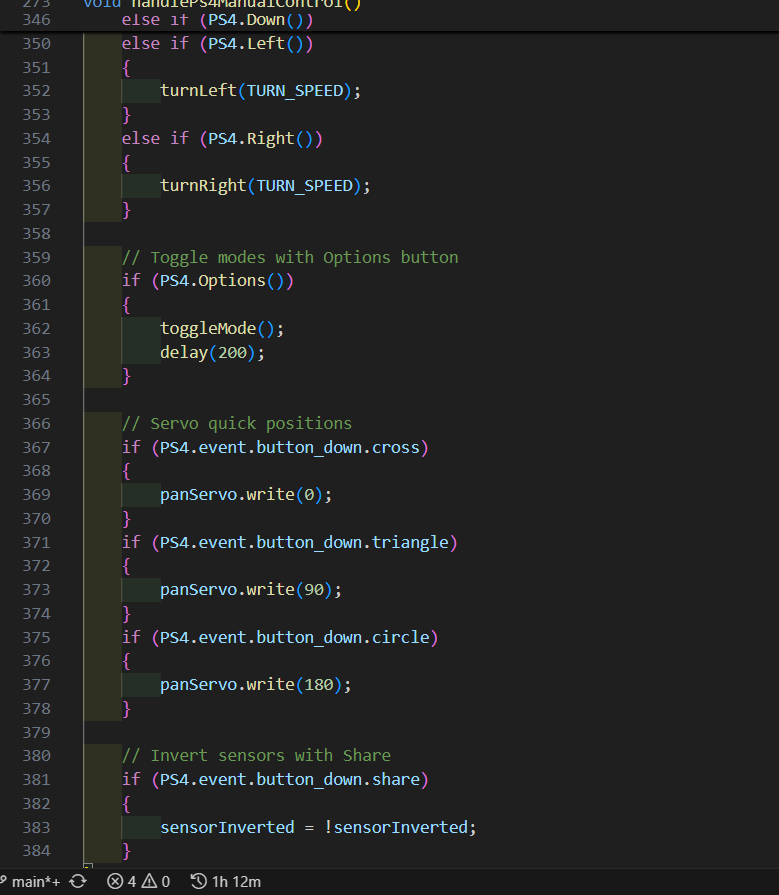 273 void handlePs4ManualControl()
346 else if (PS4.Down())
350 else if (PS4.Left())
351 {
352 turnLeft(TURN_SPEED);
353 }
354 else if (PS4.Right())
355 {
356 turnRight(TURN_SPEED);
357 }
358
359 // Toggle modes with Options button
360 if (PS4.Options())
361 {
362 toggleMode();
363 delay(200);
364 }
365
366 // Servo quick positions
367 if (PS4.event.button_down.cross)
368 {
369 panServo.write(0);
370 }
371 if (PS4.event.button_down.triangle)
372 {
373 panServo.write(90);
374 }
375 if (PS4.event.button_down.circle)
376 {
377 panServo.write(180);
378 }
379
380 // Invert sensors with Share
381 if (PS4.event.button_down.share)
382 {
383 sensorInverted = !sensorInverted;
384 }
main*+ 4 0 1h 12m